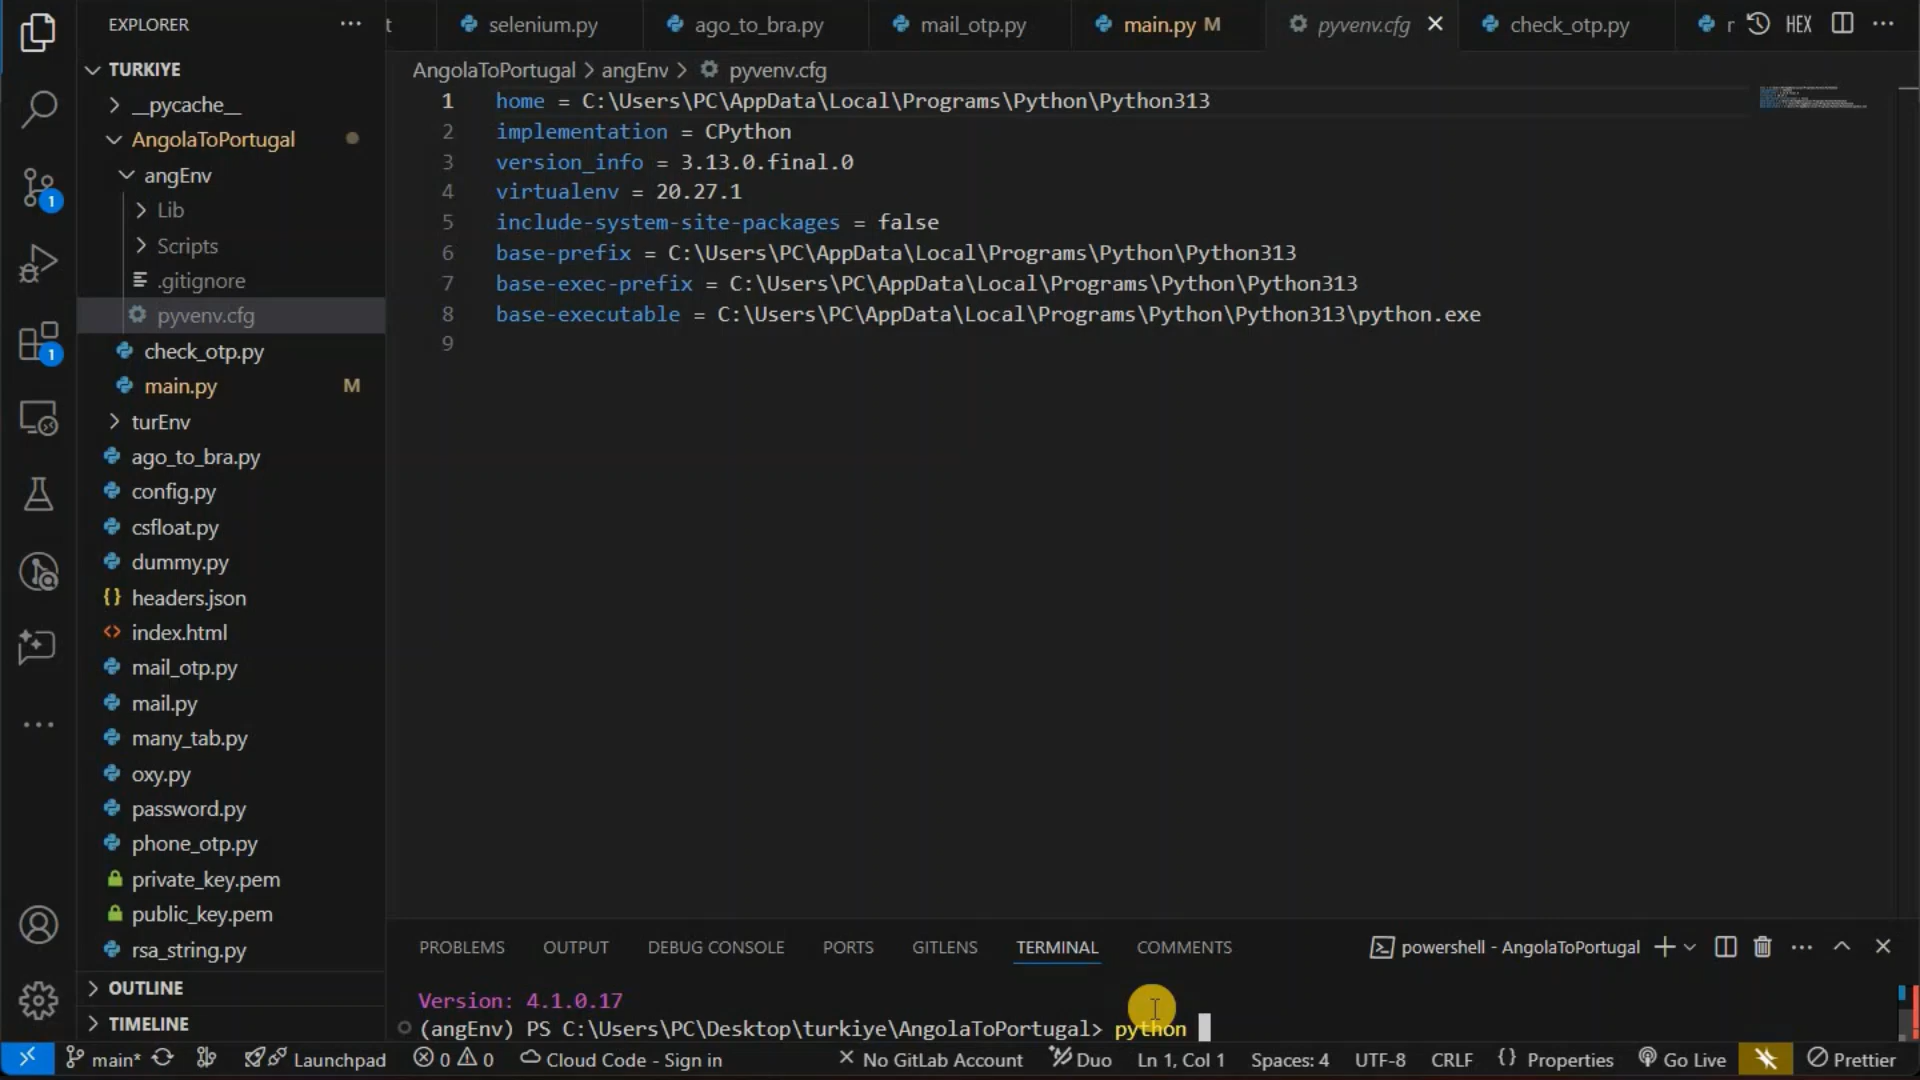 EXPLORER
t
selenium.py
ago_to_bra.py
mail_otp.py
main.py M
pyvenv.cfg
check_otp.py
r
HEX
TURKIYE
__pycache__
AngolaToPortugal
angEnv
Lib
Scripts
.gitignore
pyvenv.cfg
check_otp.py
main.py M
turEnv
ago_to_bra.py
config.py
csfloat.py
dummy.py
headers.json
index.html
mail_otp.py
mail.py
many_tab.py
oxy.py
password.py
phone_otp.py
private_key.pem
public_key.pem
rsa_string.py
OUTLINE
TIMELINE
1
1
AngolaToPortugal > angEnv > pyvenv.cfg
1 home = C:\Users\PC\AppData\Local\Programs\Python\Python313
2 implementation = CPython
3 version_info = 3.13.0.final.0
4 virtualenv = 20.27.1
5 include-system-site-packages = false
6 base-prefix = C:\Users\PC\AppData\Local\Programs\Python\Python313
7 base-exec-prefix = C:\Users\PC\AppData\Local\Programs\Python\Python313
8 base-executable = C:\Users\PC\AppData\Local\Programs\Python\Python313\python.exe
9
PROBLEMS OUTPUT DEBUG CONSOLE PORTS GITLENS TERMINAL COMMENTS powershell - AngolaToPortugal
Version: 4.1.0.17
(angEnv) PS C:\Users\PC\Desktop\turkiye\AngolaToPortugal> python
main* Launchpad 0 0 Cloud Code - Sign in No GitLab Account Duo Ln 1, Col 1 Spaces: 4 UTF-8 CRLF {} Properties Go Live Prettier